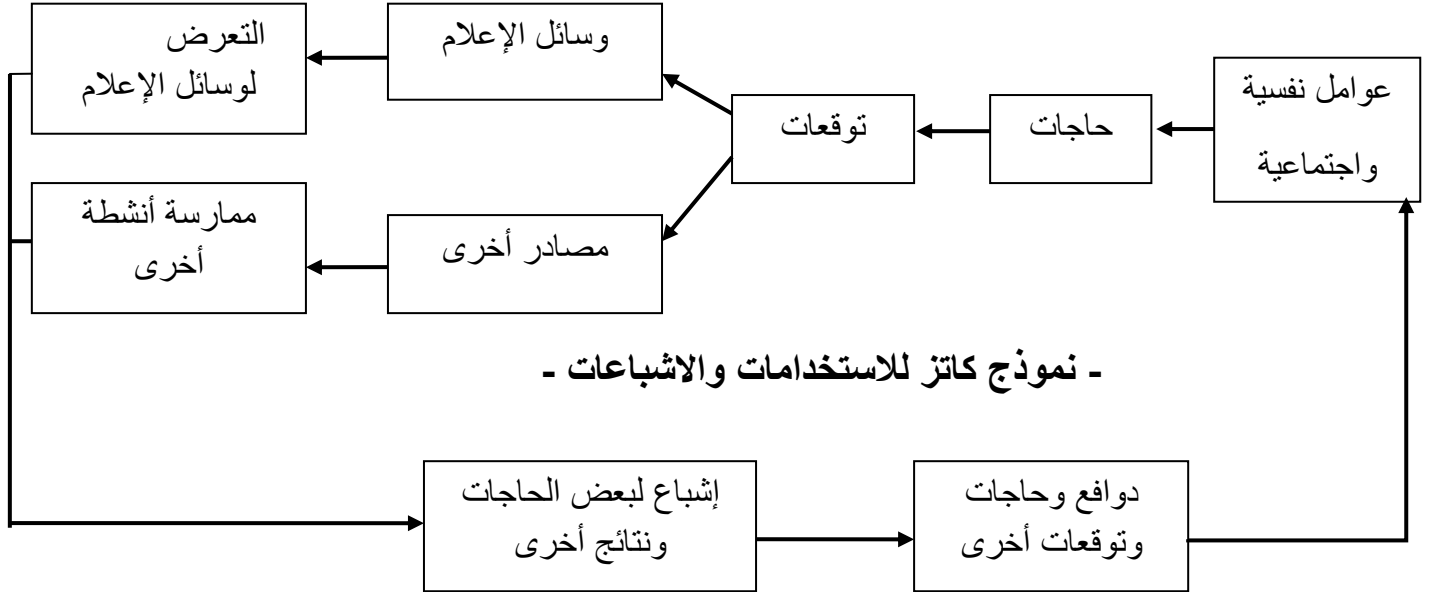 عوامل نفسية
واجتماعية
حاجات
توقعات
وسائل الإعلام
التعرض
لوسائل الإعلام
مصادر أخرى
ممارسة أنشطة
أخرى
- نموذج كاتز للاستخدامات والاشباعات -
إشباع لبعض الحاجات
ونتائج أخرى
دوافع وحاجات
وتوقعات أخرى